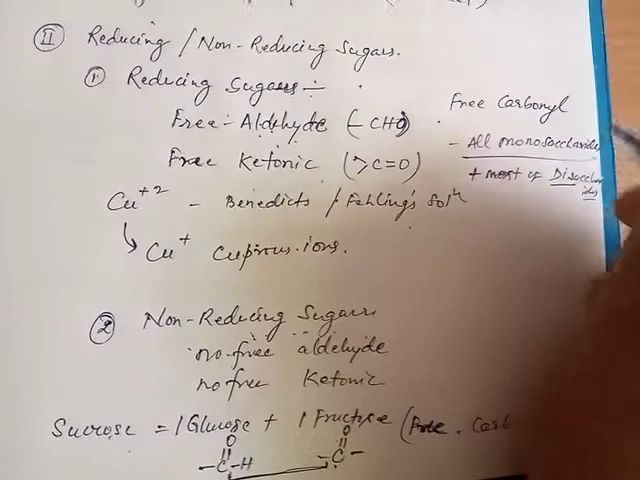 II Reducing / Non-Reducing Sugars.
① Reducing Sugars :-
Free - Aldehyde (-CHO)
Free Ketonic (>C=O)
Free Carbonyl
- All monosaccharides
+ most of Disacchar
ides
Cu+2 - Benedicts / Fehling's Solⁿ
↳ Cu+ Cuprous ions.
② Non-Reducing Sugars
no free aldehyde
no free Ketonic
Sucrose = 1 Glucose + 1 Fructose (Free . Carb
O O
-C-H -C-